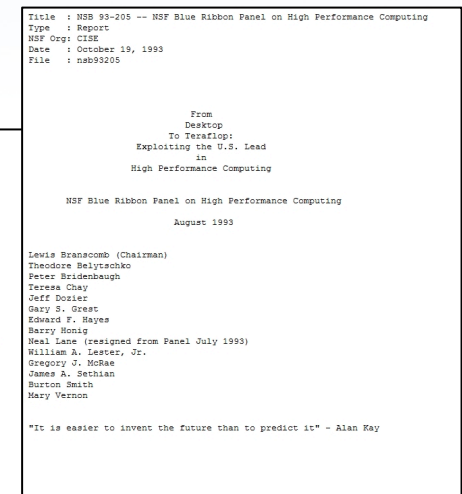 Title : NSB 93-205 -- NSF Blue Ribbon Panel on High Performance Computing
Type : Report
NSF Org: CISE
Date : October 19, 1993
File : nsb93205
From
Desktop
To Teraflop:
Exploiting the U.S. Lead
in
High Performance Computing
NSF Blue Ribbon Panel on High Performance Computing
August 1993
Lewis Branscomb (Chairman)
Theodore Belytschko
Peter Bridenbaugh
Teresa Chay
Jeff Dozier
Gary S. Grest
Edward F. Hayes
Barry Honig
Neal Lane (resigned from Panel July 1993)
William A. Lester, Jr.
Gregory J. McRae
James A. Sethian
Burton Smith
Mary Vernon
"It is easier to invent the future than to predict it" - Alan Kay